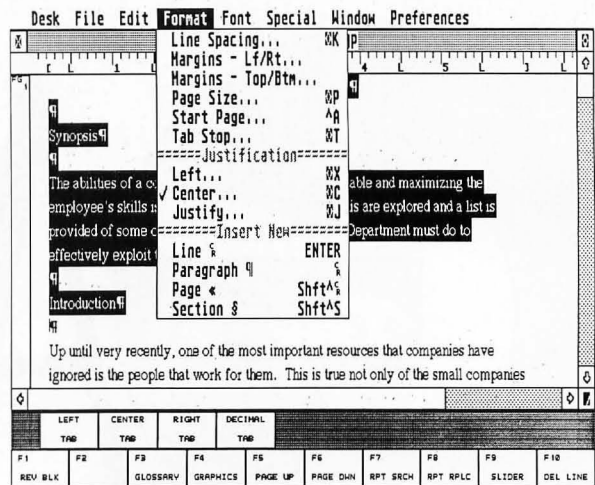 Desk File Edit Format Font Special Window Preferences
Line Spacing... ⌘K
Margins - Lf/Rt...
Margins - Top/Btm...
Page Size... ⌘P
Start Page... ^A
Tab Stop... ⌘T
======Justification======
Left... ⌘X
✓ Center... ⌘C
Justify... ⌘J
======Insert New======
Line ␍ ENTER
Paragraph ¶ ␍
Page « Shft^␍
Section § Shft^S
P
[ L 1 L 4 L 5 L ] L
FG 1
¶
¶
Synopsis¶
¶
The abilities of a able and maximizing the
employee's skills is are explored and a list is
provided of some Department must do to
effectively exploit
¶
Introduction¶
¶
Up until very recently, one of the most important resources that companies have
ignored is the people that work for them. This is true not only of the small companies
LEFT TAB CENTER TAB RIGHT TAB DECIMAL TAB
F1 REV BLK F2 F3 GLOSSARY F4 GRAPHICS F5 PAGE UP F6 PAGE DWN F7 RPT SRCH F8 RPT RPLC F9 SLIDER F10 DEL LINE